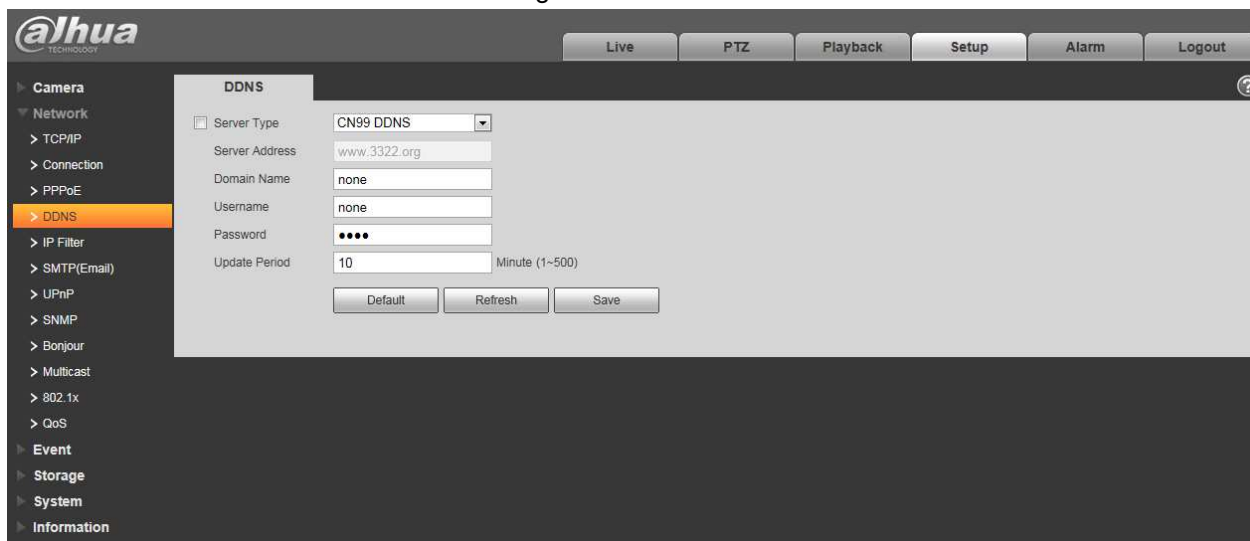 alhua
TECHNOLOGY
Live PTZ Playback Setup Alarm Logout
Camera
Network
> TCP/IP
> Connection
> PPPoE
> DDNS
> IP Filter
> SMTP(Email)
> UPnP
> SNMP
> Bonjour
> Multicast
> 802.1x
> QoS
Event
Storage
System
Information
DDNS
?
Server Type CN99 DDNS
Server Address www.3322.org
Domain Name none
Username none
Password ●●●●
Update Period 10 Minute (1~500)
Default Refresh Save